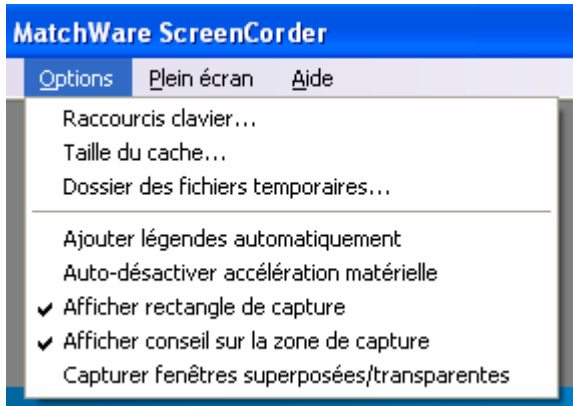 MatchWare ScreenCorder
Options Plein écran Aide
Raccourcis clavier...
Taille du cache...
Dossier des fichiers temporaires...
Ajouter légendes automatiquement
Auto-désactiver accélération matérielle
Afficher rectangle de capture
Afficher conseil sur la zone de capture
Capturer fenêtres superposées/transparentes